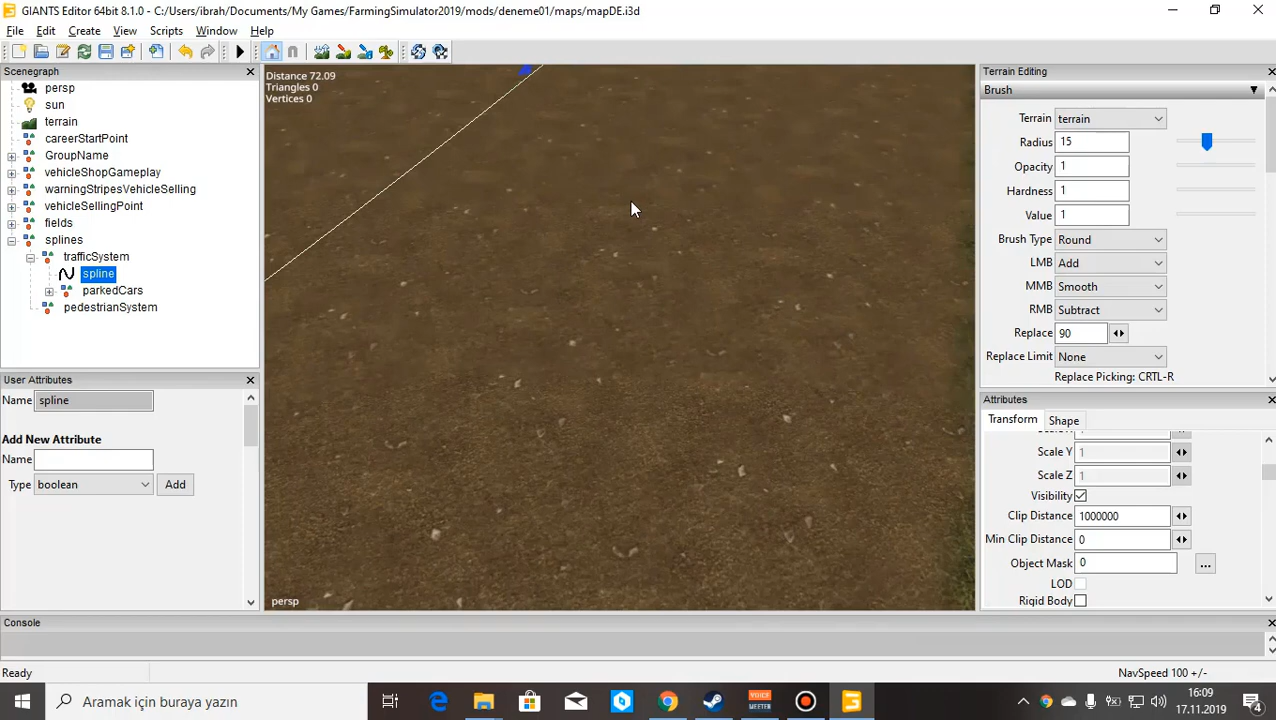 GIANTS Editor 64bit 8.1.0 - C:/Users/ibrah/Documents/My Games/FarmingSimulator2019/mods/deneme01/maps/mapDE.i3d
File Edit Create View Scripts Window Help
Scenegraph
persp
sun
terrain
careerStartPoint
GroupName
vehicleShopGameplay
warningStripesVehicleSelling
vehicleSellingPoint
fields
splines
trafficSystem
spline
parkedCars
pedestrianSystem
User Attributes
Name spline
Add New Attribute
Name
Type boolean Add
Distance 72.09
Triangles 0
Vertices 0
persp
Terrain Editing
Brush
Terrain terrain
Radius 15
Opacity 1
Hardness 1
Value 1
Brush Type Round
LMB Add
MMB Smooth
RMB Subtract
Replace 90
Replace Limit None
Replace Picking: CRTL-R
Attributes
Transform Shape
Scale Y 1
Scale Z 1
Visibility
Clip Distance 1000000
Min Clip Distance 0
Object Mask 0 ...
LOD
Rigid Body
Console
Ready
NavSpeed 100 +/-
Aramak için buraya yazın
VOICE
MEETER
16:09
17.11.2019
4